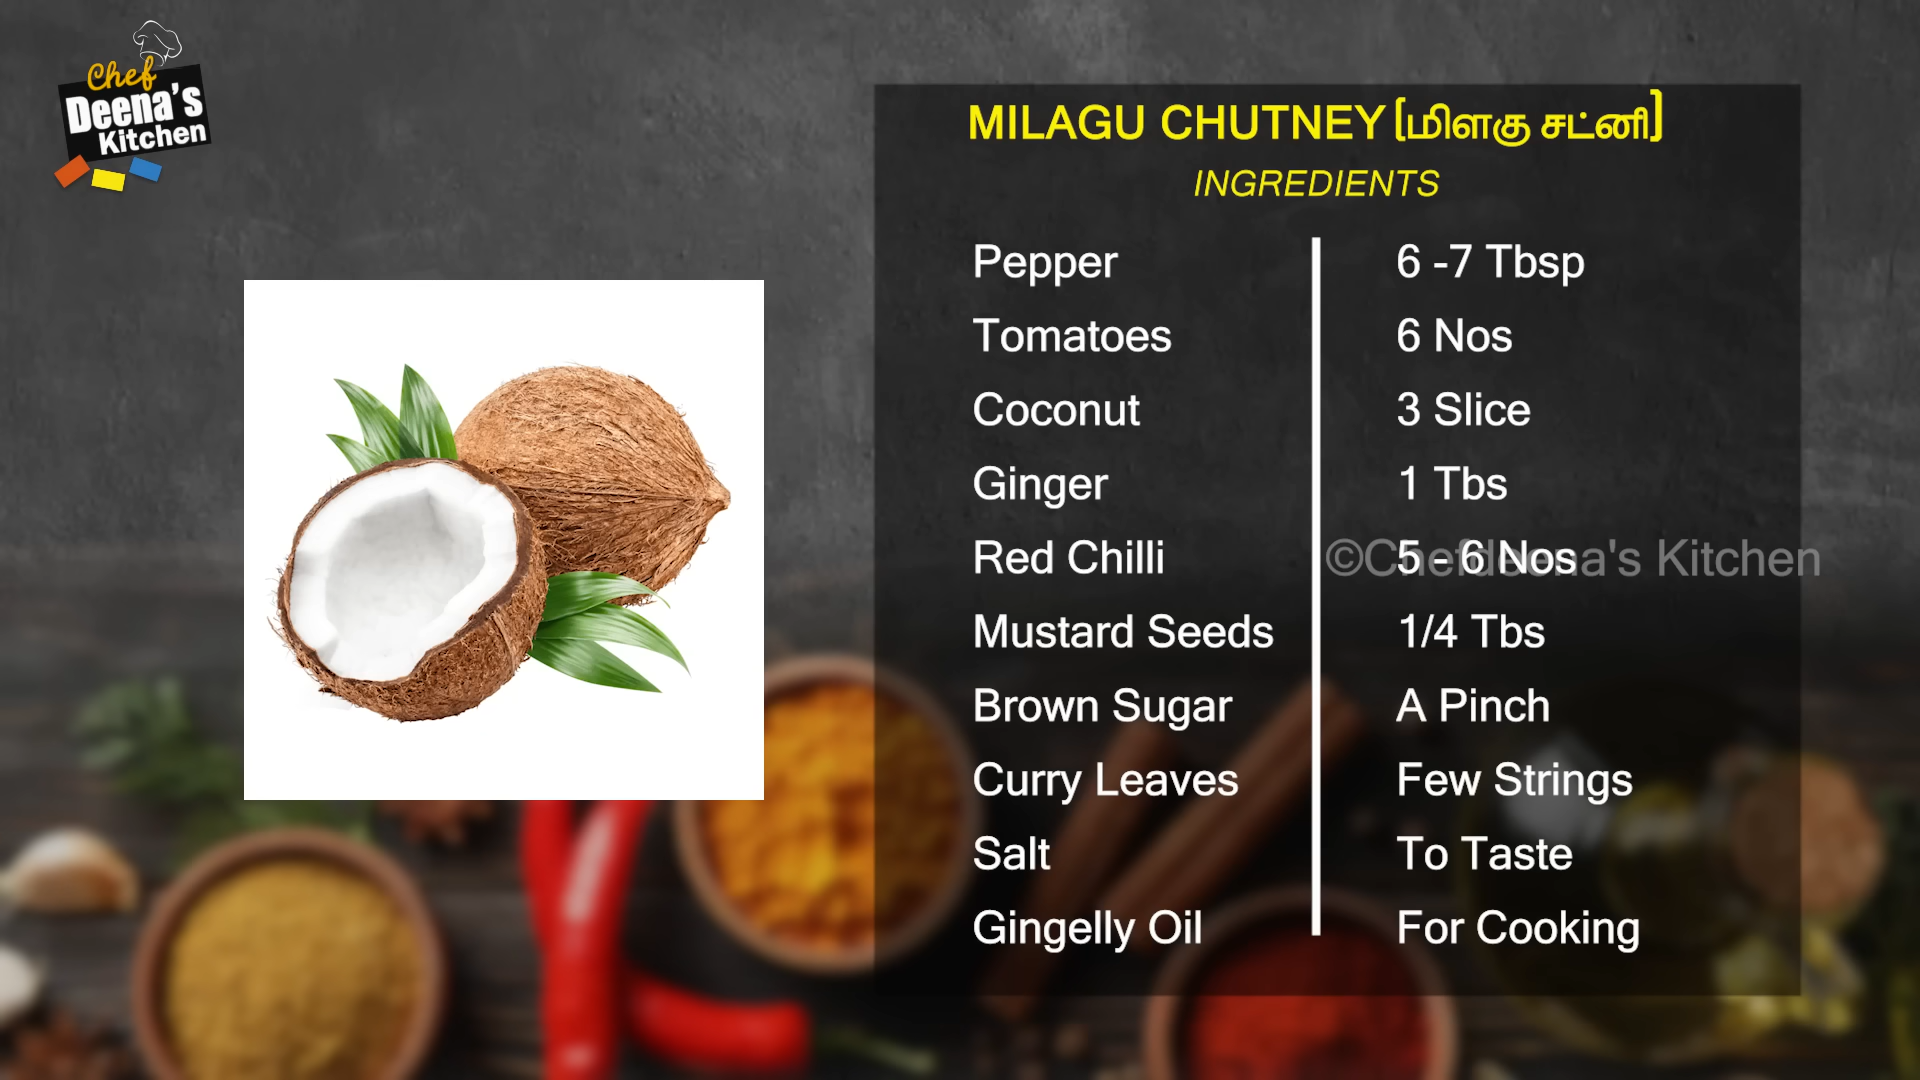 Chef
Deena's
Kitchen
MILAGU CHUTNEY [மிளகு சட்னி]
INGREDIENTS
Pepper 6 -7 Tbsp
Tomatoes 6 Nos
Coconut 3 Slice
Ginger 1 Tbs
Red Chilli 5 - 6 Nos
©Chefdeena's Kitchen
Mustard Seeds 1/4 Tbs
Brown Sugar A Pinch
Curry Leaves Few Strings
Salt To Taste
Gingelly Oil For Cooking